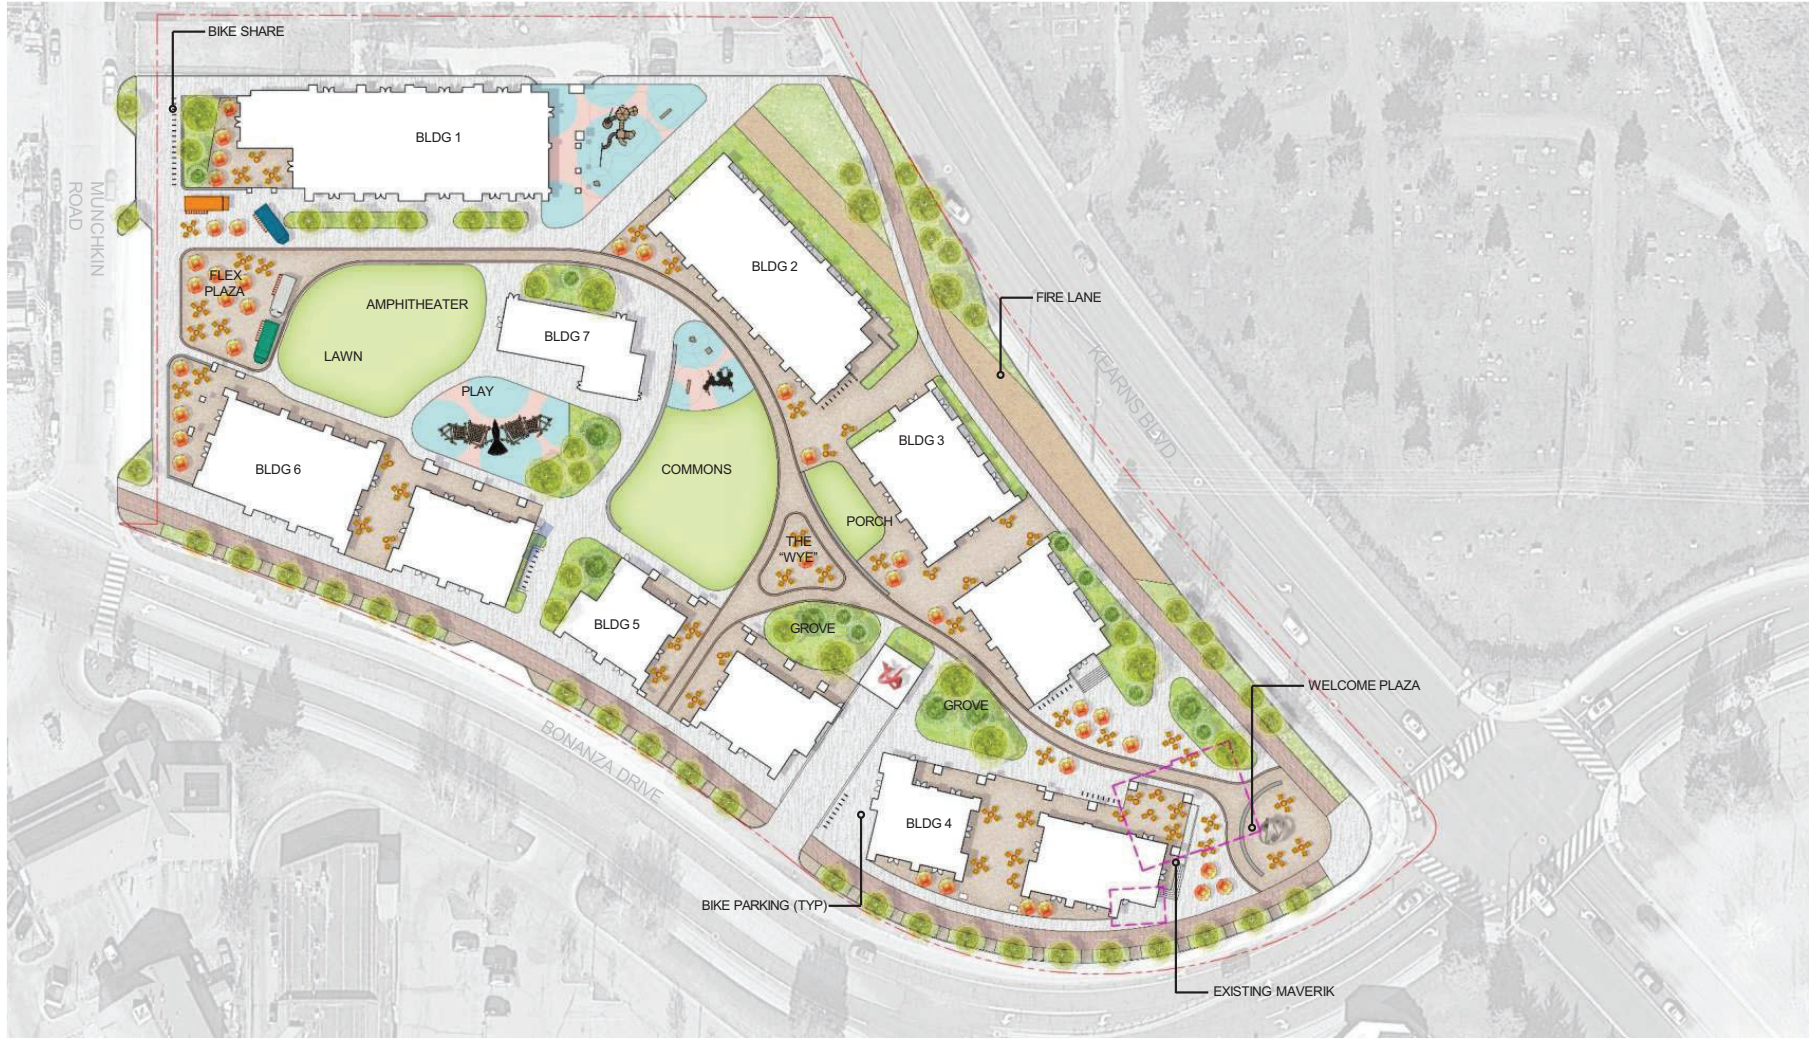 BIKE SHARE
BLDG 1
MUNCHKIN
ROAD
BLDG 2
FLEX
PLAZA
AMPHITHEATER
FIRE LANE
BLDG 7
LAWN
KEARNS BLVD
PLAY
BLDG 3
BLDG 6
COMMONS
PORCH
THE
"WYE"
BLDG 5
GROVE
WELCOME PLAZA
GROVE
BONANZA DRIVE
BLDG 4
BIKE PARKING (TYP)
EXISTING MAVERIK